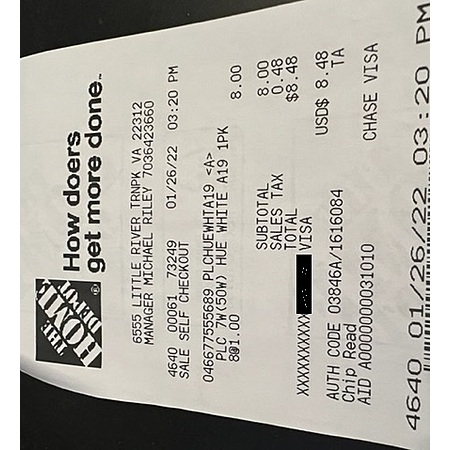 THE
HOME
DEPOT
®
How doers
get more done™
6555 LITTLE RIVER TRNPK VA 22312
MANAGER MICHAEL RILEY 7036423660
4640 00061 73249 01/26/22 03:20 PM
SALE SELF CHECKOUT
046677555689 PLCHUEWHTA19 <A>
PLC 7W(50W) HUE WHITE A19 1PK
8@1.00 8.00
SUBTOTAL 8.00
SALES TAX 0.48
TOTAL $8.48
XXXXXXXXXX VISA
USD$ 8.48
AUTH CODE 03846A/1616084 TA
Chip Read
AID A0000000031010 CHASE VISA
4640 01/26/22 03:20 PM